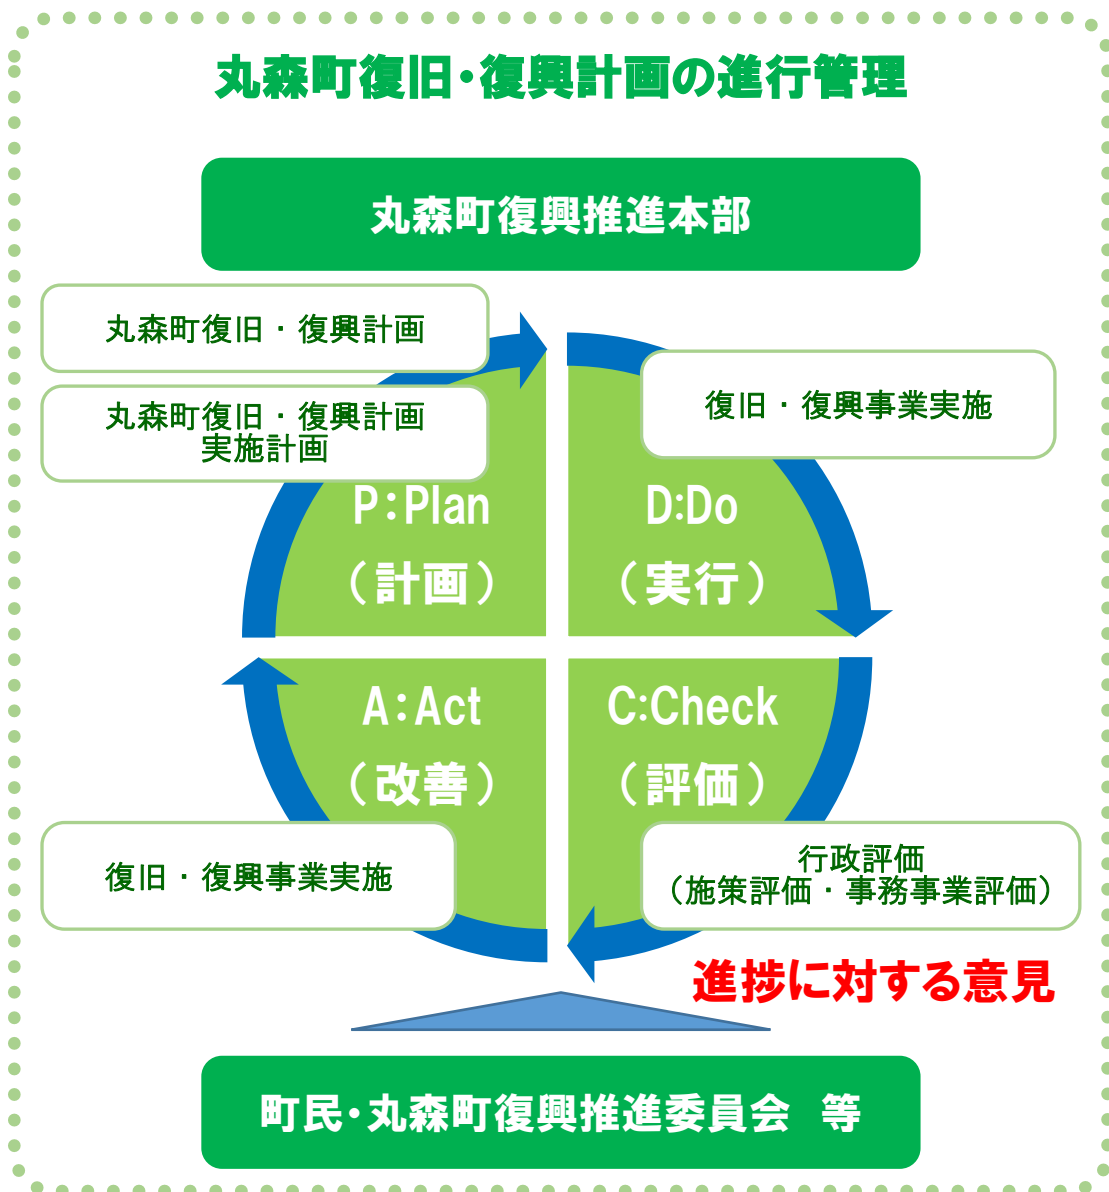 丸森町復旧・復興計画の進行管理
丸森町復興推進本部
丸森町復旧・復興計画
丸森町復旧・復興計画
実施計画
復旧・復興事業実施
P：Plan
（計画）
D:Do
（実行）
A：Act
（改善）
C:Check
（評価）
復旧・復興事業実施
行政評価
（施策評価・事務事業評価）
進捗に対する意見
町民・丸森町復興推進委員会　等